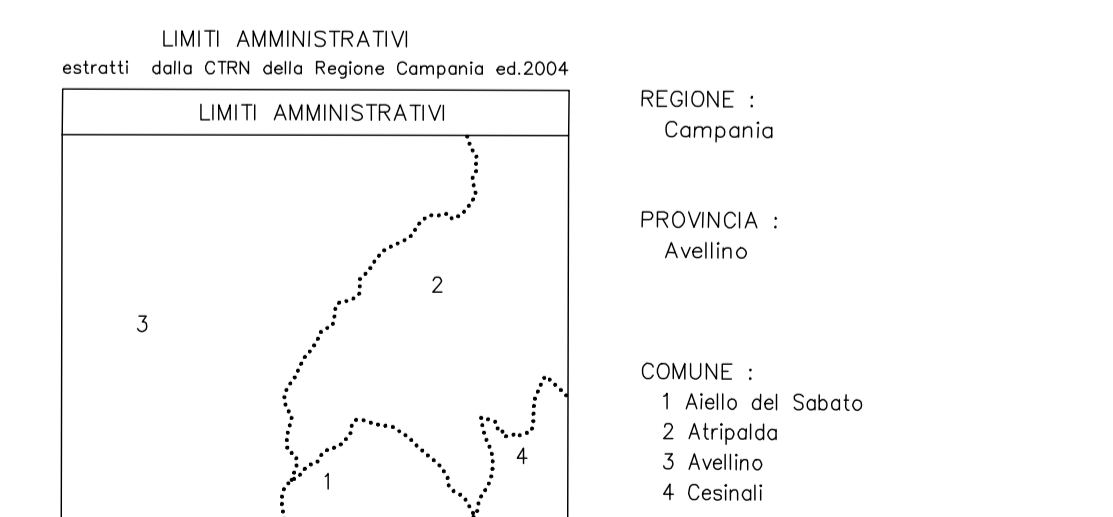 LIMITI AMMINISTRATIVI
estratti dalla CTRN della Regione Campania ed.2004
LIMITI AMMINISTRATIVI
2
3
4
1
REGIONE :
Campania
PROVINCIA :
Avellino
COMUNE :
1 Aiello del Sabato
2 Atripalda
3 Avellino
4 Cesinali